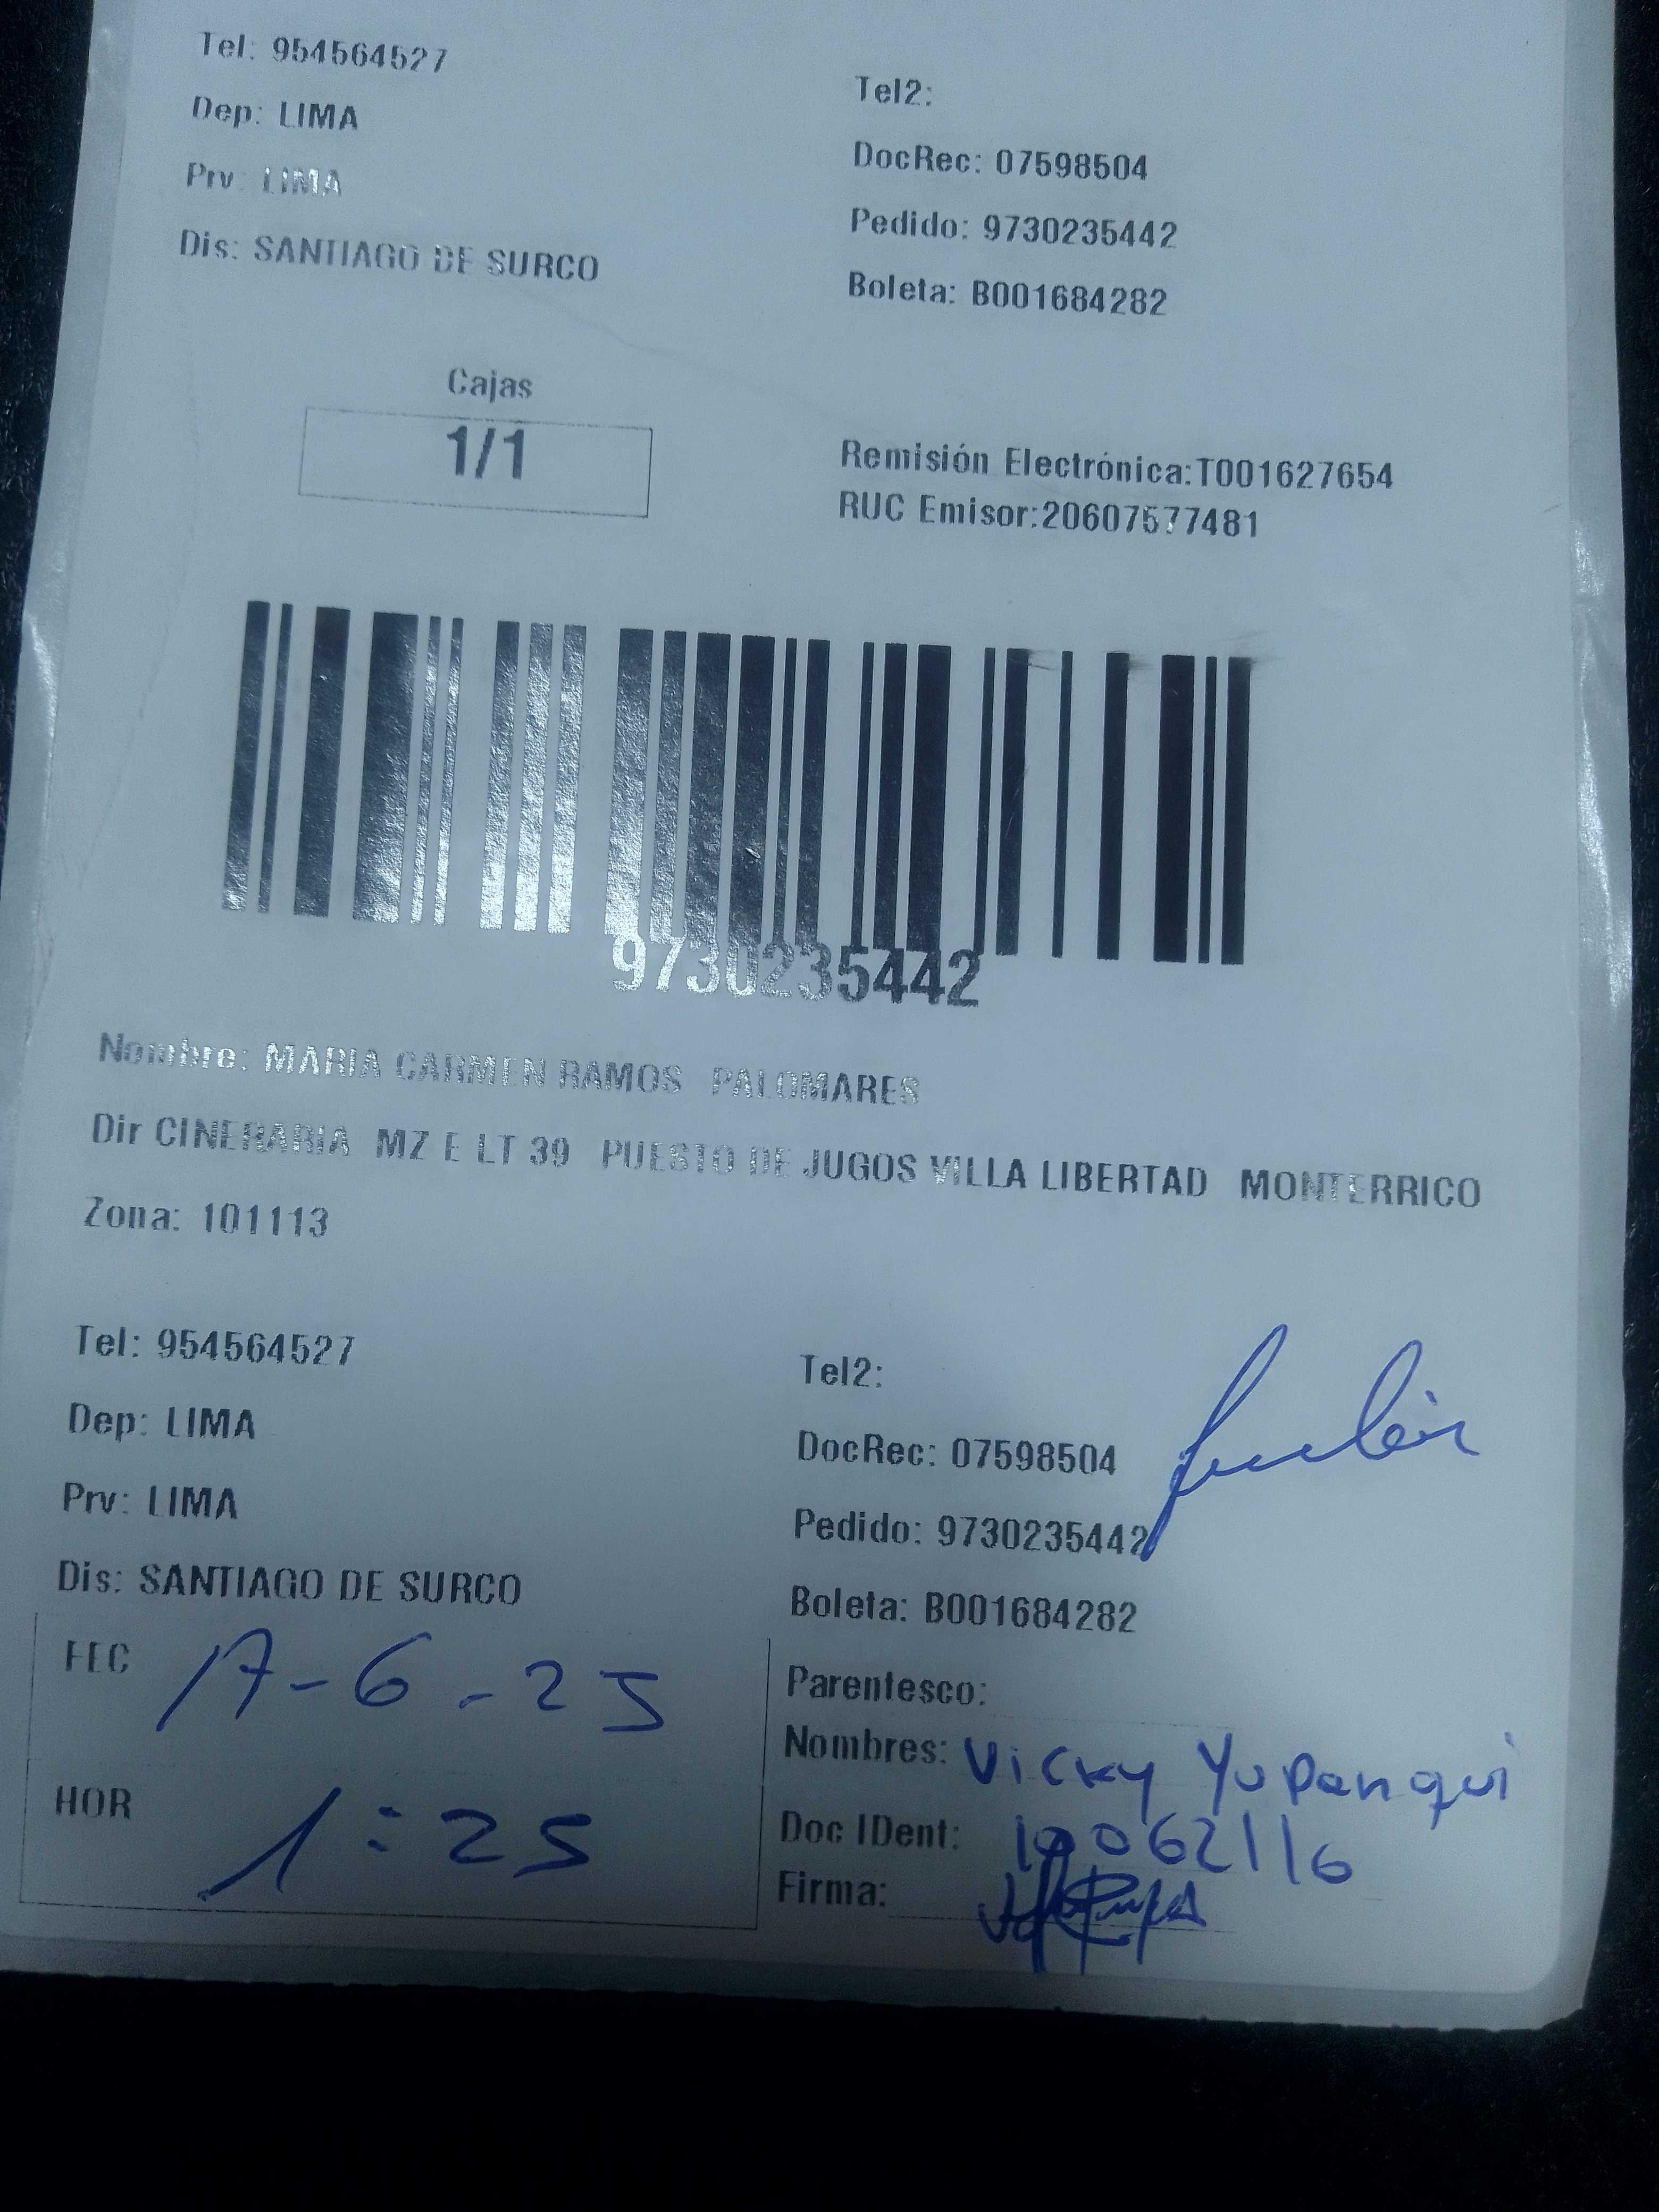 Tel: 954564527
Tel2:
Dep: LIMA
DocRec: 07598504
Prv: LIMA
Pedido: 9730235442
Dis: SANTIAGO DE SURCO
Boleta: B001684282
Cajas
1/1
Remisión Electrónica:T001627654
RUC Emisor:20607577481
9730235442
Nombre: MARIA CARMEN RAMOS PALOMARES
Dir CINERARIA MZ E LT 39 PUESTO DE JUGOS VILLA LIBERTAD MONTERRICO
Zona: 101113
Tel: 954564527
Tel2:
Dep: LIMA
DocRec: 07598504
Prv: LIMA
Pedido: 9730235442
Dis: SANTIAGO DE SURCO
Boleta: B001684282
FEC 17-6-25
Parentesco:
Nombres: Vicky Yupanqui
HOR 1:25
Doc IDent: 10062116
Firma: